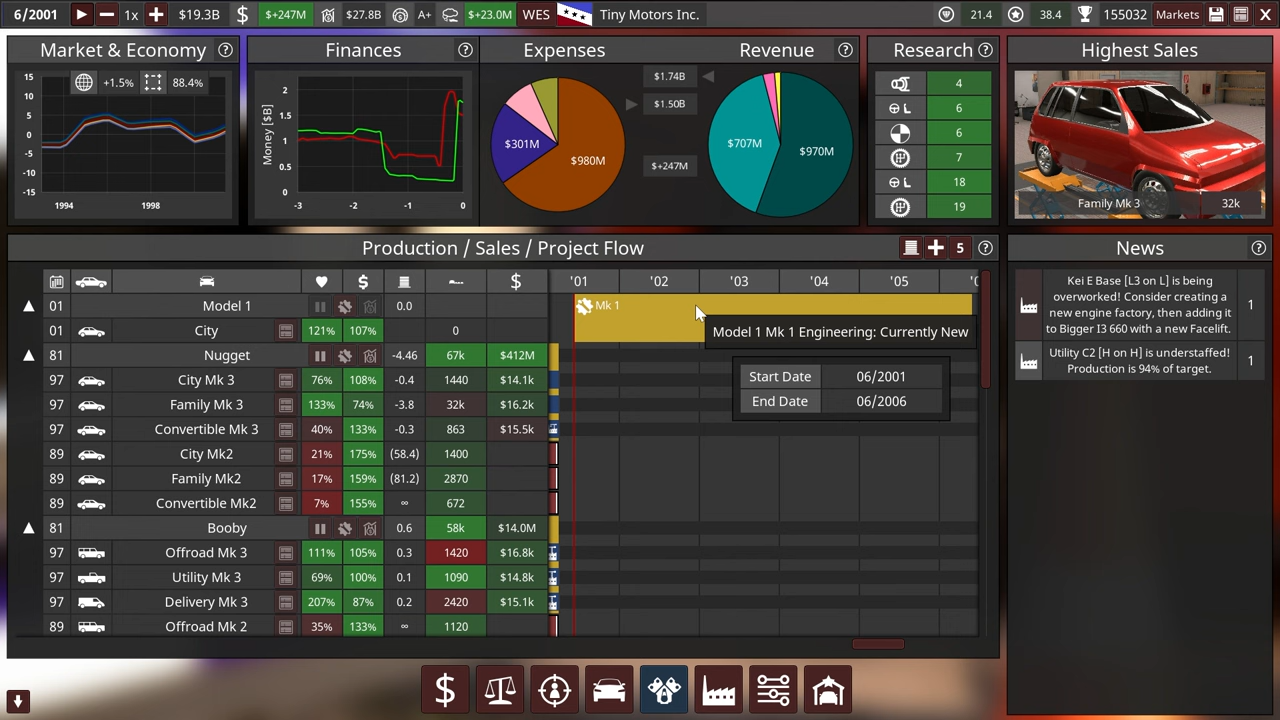 6/2001 1x $19.3B $ $+247M $27.8B A+ $+23.0M WES Tiny Motors Inc. 21.4 38.4 155032 Markets
Market & Economy ?
+1.5% 88.4%
15
10
5
0
-5
-10
-15
1994 1998
Finances ?
Money [$B]
2
1.5
1
0.5
0
-3 -2 -1 0
Expenses
$301M
$980M
$1.74B
$1.50B
$+247M
Revenue ?
$707M
$970M
Research ?
4
L 6
6
7
L 18
19
Highest Sales
Family Mk 3 32k
Production / Sales / Project Flow 5 ?
$ $ '01 '02 '03 '04 '05
01 Model 1 0.0 Mk 1
01 City 121% 107% 0
81 Nugget -4.46 67k $412M
97 City Mk 3 76% 108% -0.4 1440 $14.1k
97 Family Mk 3 133% 74% -3.8 32k $16.2k
97 Convertible Mk 3 40% 133% -0.3 863 $15.5k
89 City Mk2 21% 175% (58.4) 1400
89 Family Mk2 17% 159% (81.2) 2870
89 Convertible Mk2 7% 155% ∞ 672
81 Booby 0.6 58k $14.0M
97 Offroad Mk 3 111% 105% 0.3 1420 $16.8k
97 Utility Mk 3 69% 100% 0.1 1090 $14.8k
97 Delivery Mk 3 207% 87% 0.2 2420 $15.1k
89 Offroad Mk 2 35% 133% ∞ 1120
Model 1 Mk 1 Engineering: Currently New
Start Date 06/2001
End Date 06/2006
News ?
Kei E Base [L3 on L] is being
overworked! Consider creating a
new engine factory, then adding it
to Bigger I3 660 with a new Facelift.
1
Utility C2 [H on H] is understaffed!
Production is 94% of target.
1
$